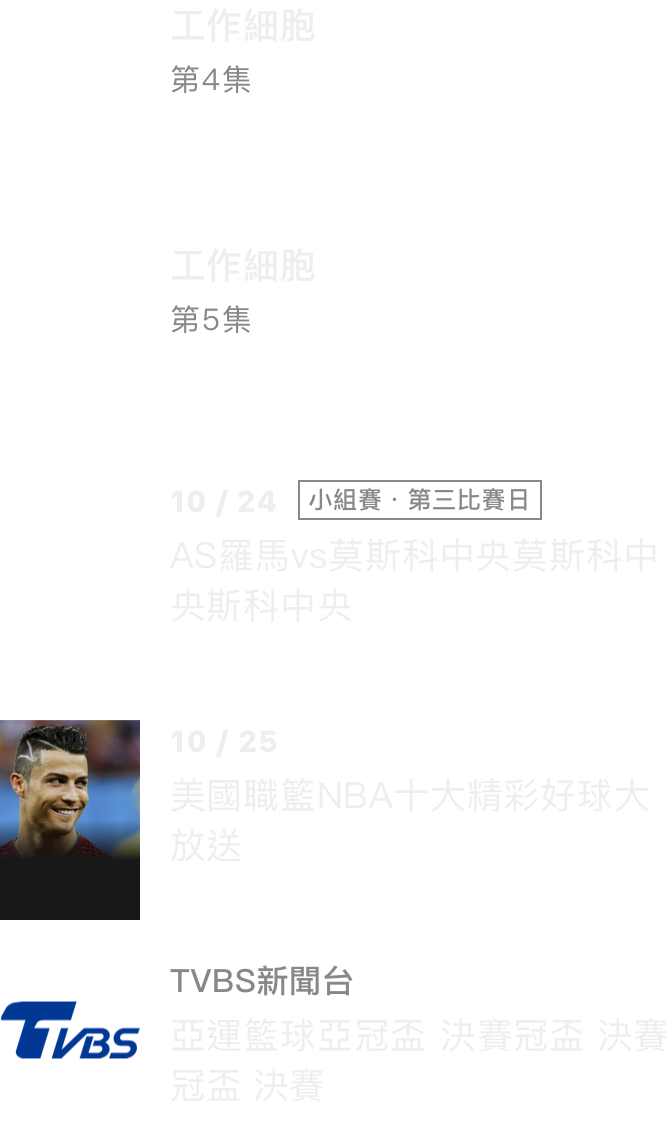 工作細胞
第4集
工作細胞
第5集
10 / 24 小組賽‧第三比賽日
AS羅馬vs莫斯科中央莫斯科中
央斯科中央
10 / 25
美國職籃NBA十大精彩好球大
放送
TVBS新聞台
TVBS
亞運籃球亞冠盃 決賽冠盃 決賽
冠盃 決賽